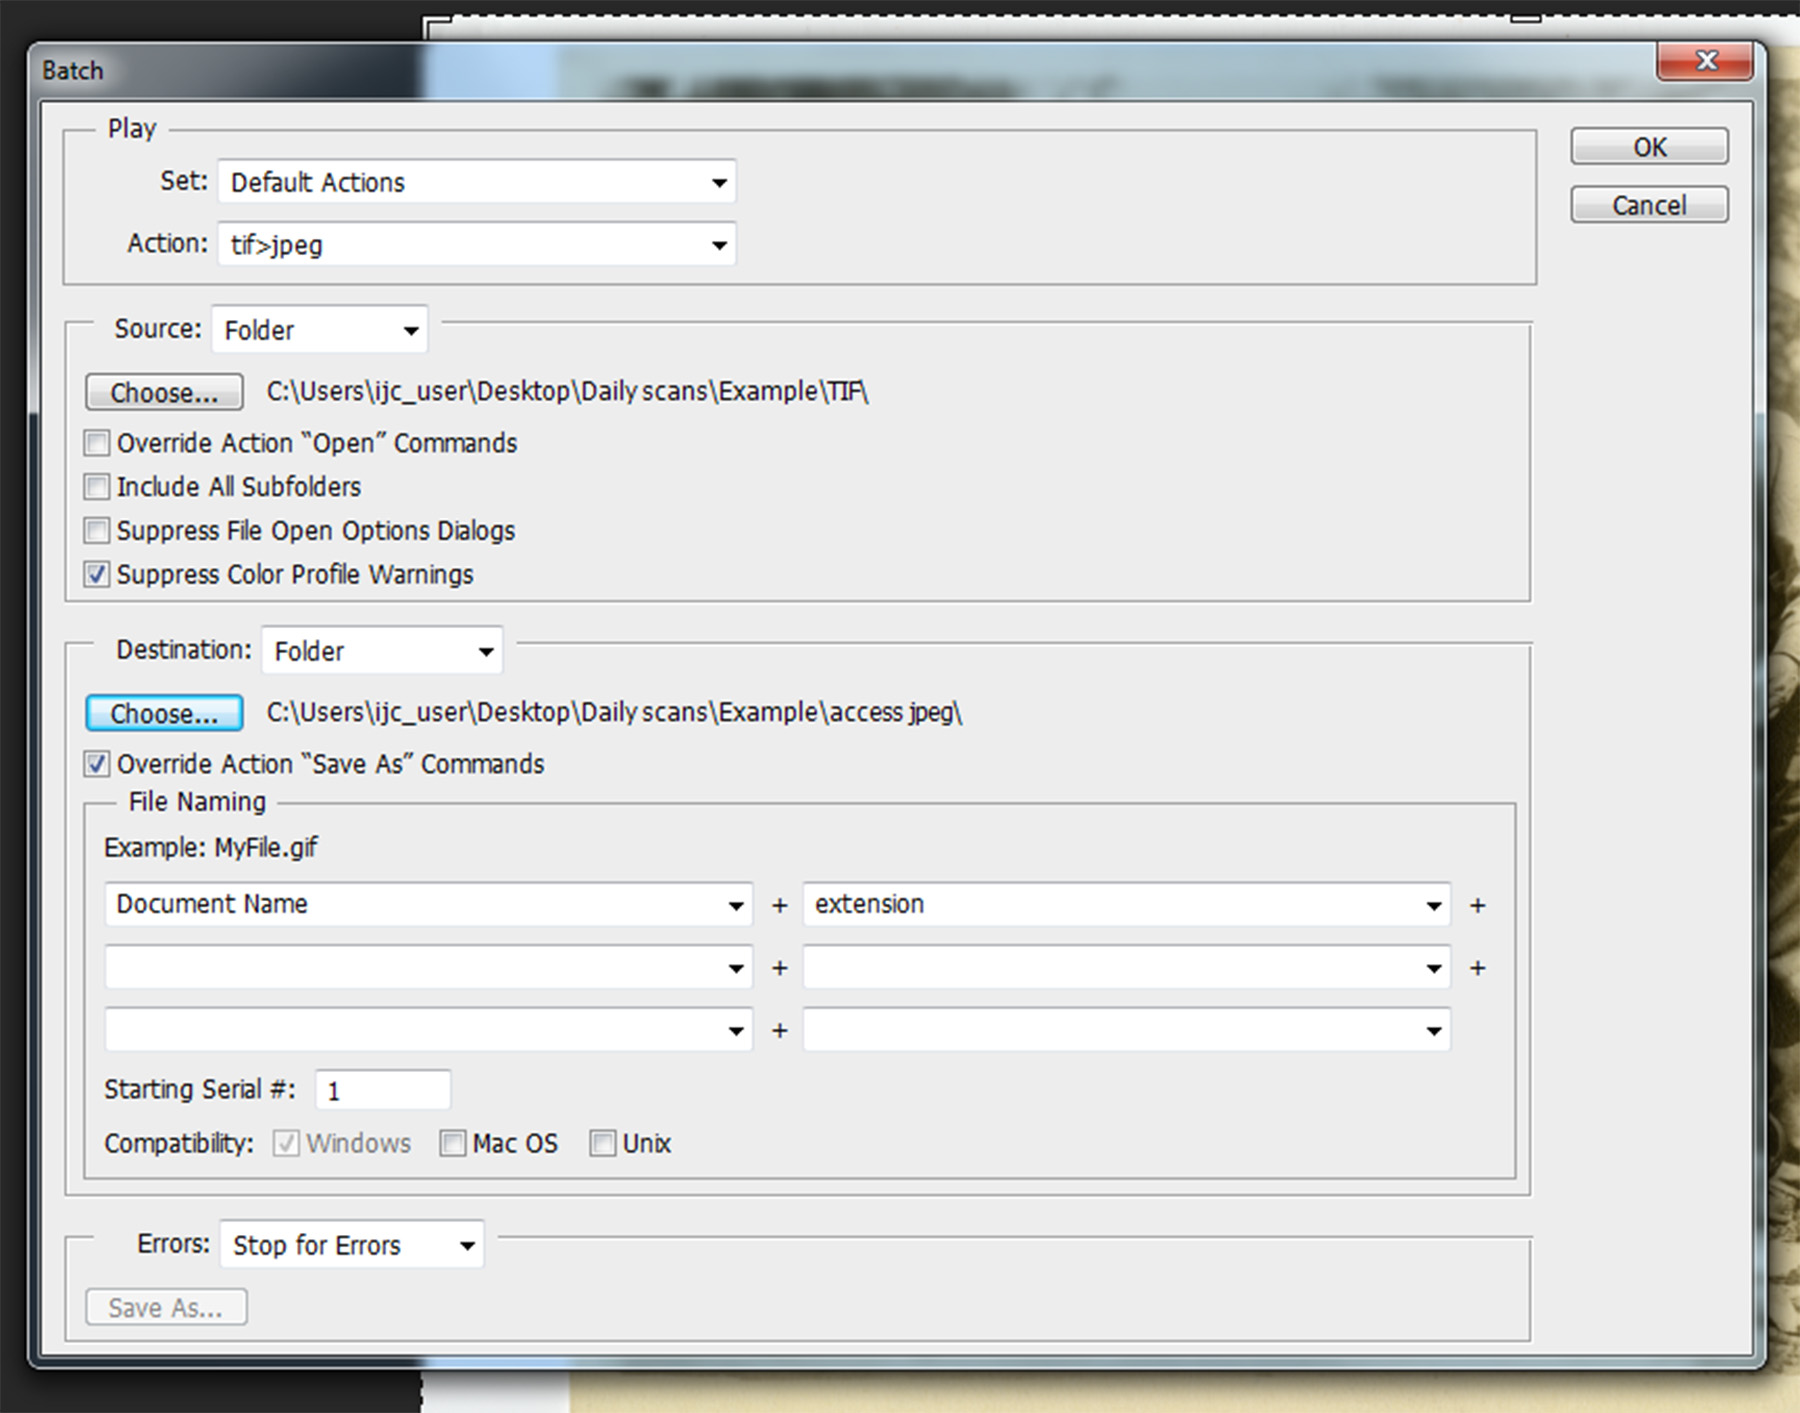 Batch
Play
OK
Set: Default Actions
Cancel
Action: tif>jpeg
Source: Folder
Choose... C:\Users\ijc_user\Desktop\Daily scans\Example\TIF\
Override Action “Open” Commands
Include All Subfolders
Suppress File Open Options Dialogs
Suppress Color Profile Warnings
Destination: Folder
Choose... C:\Users\ijc_user\Desktop\Daily scans\Example\access jpeg\
Override Action “Save As” Commands
File Naming
Example: MyFile.gif
Document Name + extension +
+ +
+
Starting Serial #: 1
Compatibility: Windows Mac OS Unix
Errors: Stop for Errors
Save As...